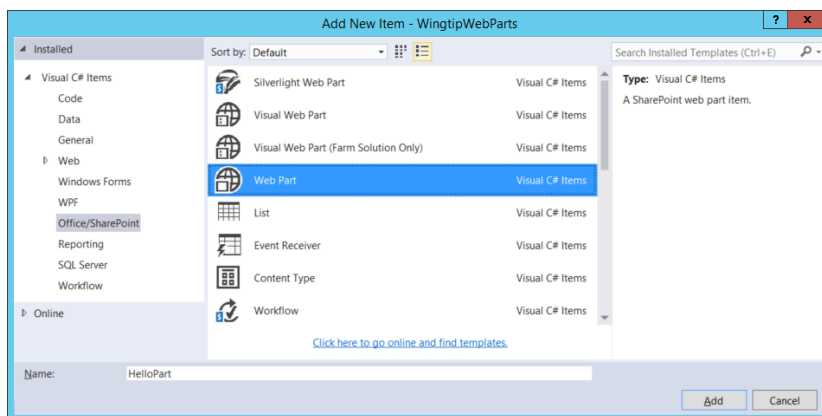 Add New Item - WingtipWebParts
? x
Installed
Sort by: Default
Search Installed Templates (Ctrl+E)
Visual C# Items
Code
Data
General
Web
Windows Forms
WPF
Office/SharePoint
Reporting
SQL Server
Workflow
Online
Silverlight Web Part Visual C# Items
Visual Web Part Visual C# Items
Visual Web Part (Farm Solution Only) Visual C# Items
Web Part Visual C# Items
List Visual C# Items
Event Receiver Visual C# Items
Content Type Visual C# Items
Workflow Visual C# Items
Click here to go online and find templates.
Type: Visual C# Items
A SharePoint web part item.
Name: HelloPart
Add Cancel